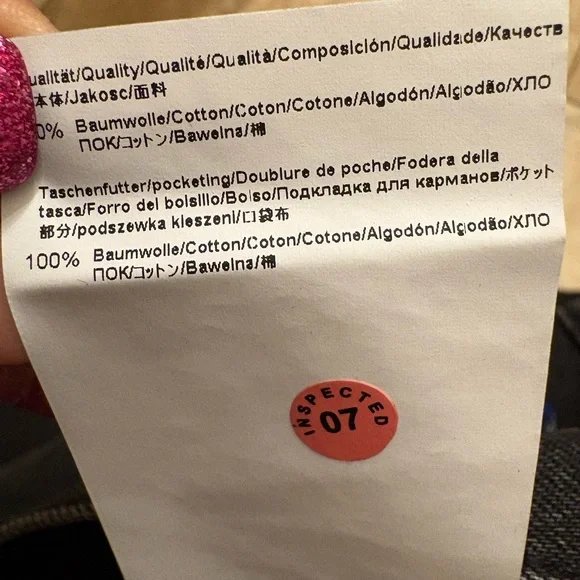 ualität/Quality/Qualité/Qualità/Composición/Qualidade/Качеств
本体/Jakosc/面料
0% Baumwolle/Cotton/Coton/Cotone/Algodón/Algodão/ХЛО
ПОК/コットン/Bawelna/棉
Taschenfutter/pocketing/Doublure de poche/Fodera della
tasca/Forro del bolsillo/Bolso/Подкладка для карманов/ポケット
部分/podszewka kieszeni/口袋布
100% Baumwolle/Cotton/Coton/Cotone/Algodón/Algodão/ХЛО
ПОК/コットン/Bawelna/棉
INSPECTED
07